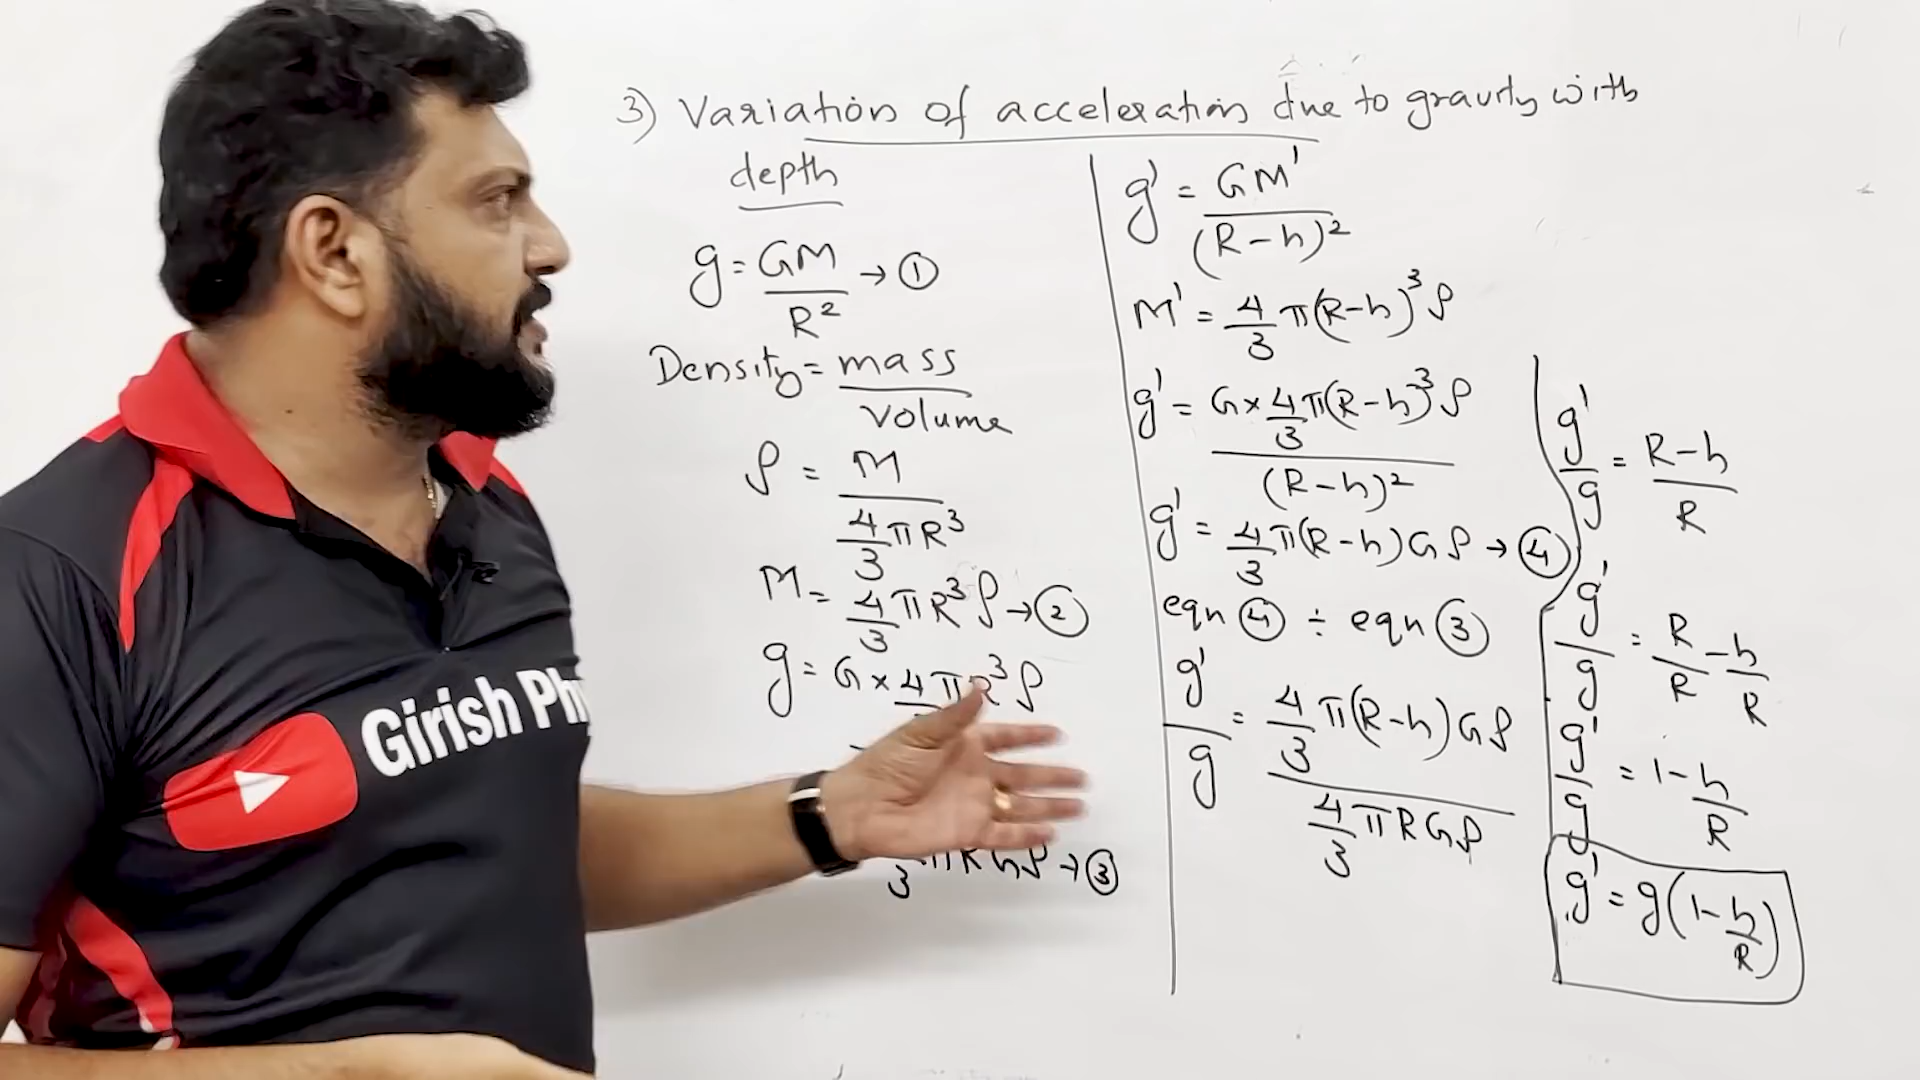 3) Variation of acceleration due to gravity with
depth
g = GM / R² → ①
Density = mass / volume
ρ = M / 4/3 πR³
M = 4/3 πR³ρ → ②
g = G × 4 πR³ρ
3 πRGρ → ③
g' = GM' / (R-h)²
M' = 4/3 π(R-h)³ρ
g' = G × 4/3 π(R-h)³ρ / (R-h)²
g' = 4/3 π(R-h)Gρ → ④
eqn ④ ÷ eqn ③
g'/g = 4/3 π(R-h)Gρ / 4/3 πRGρ
g'/g = R-h / R
g'/g = R/R - h/R
g'/g = 1 - h/R
g' = g(1 - h/R)
Girish Ph